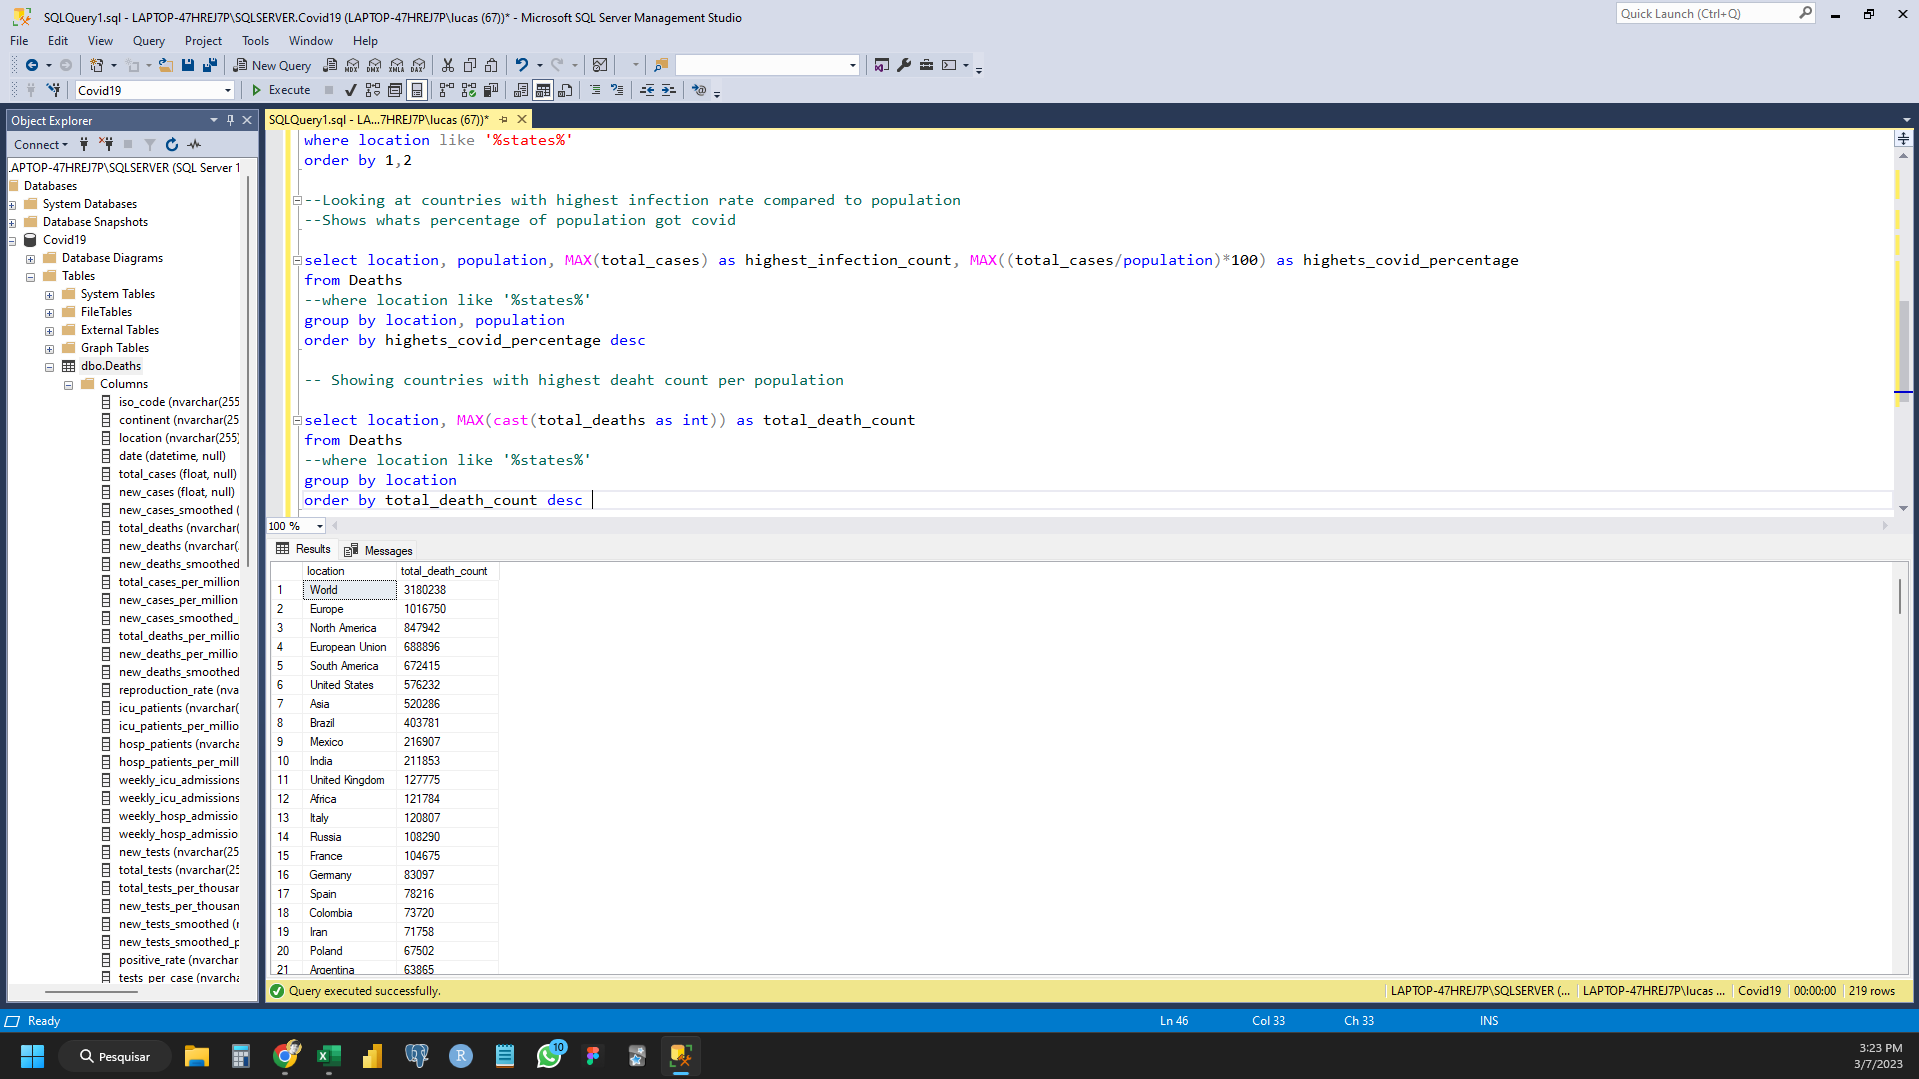 SQLQuery1.sql - LAPTOP-47HREJ7P\SQLSERVER.Covid19 (LAPTOP-47HREJ7P\lucas (67))* - Microsoft SQL Server Management Studio
Quick Launch (Ctrl+Q)
File Edit View Query Project Tools Window Help
New Query
MDX DMX XMLA DAX
Covid19
Execute
Object Explorer
SQLQuery1.sql - LA...7HREJ7P\lucas (67))*
Connect
LAPTOP-47HREJ7P\SQLSERVER (SQL Server 1
Databases
System Databases
Database Snapshots
Covid19
Database Diagrams
Tables
System Tables
FileTables
External Tables
Graph Tables
dbo.Deaths
Columns
iso_code (nvarchar(255
continent (nvarchar(25
location (nvarchar(255)
date (datetime, null)
total_cases (float, null)
new_cases (float, null)
new_cases_smoothed (
total_deaths (nvarchar(
new_deaths (nvarchar(
new_deaths_smoothed
total_cases_per_million
new_cases_per_million
new_cases_smoothed_
total_deaths_per_millio
new_deaths_per_millio
new_deaths_smoothed
reproduction_rate (nva
icu_patients (nvarchar(
icu_patients_per_millio
hosp_patients (nvarcha
hosp_patients_per_mill
weekly_icu_admissions
weekly_icu_admissions
weekly_hosp_admissio
weekly_hosp_admissio
new_tests (nvarchar(25
total_tests (nvarchar(25
total_tests_per_thousar
new_tests_per_thousan
new_tests_smoothed (r
new_tests_smoothed_p
positive_rate (nvarchar
tests_per_case (nvarcha
where location like '%states%'
order by 1,2
--Looking at countries with highest infection rate compared to population
--Shows whats percentage of population got covid
select location, population, MAX(total_cases) as highest_infection_count, MAX((total_cases/population)*100) as highets_covid_percentage
from Deaths
--where location like '%states%'
group by location, population
order by highets_covid_percentage desc
-- Showing countries with highest deaht count per population
select location, MAX(cast(total_deaths as int)) as total_death_count
from Deaths
--where location like '%states%'
group by location
order by total_death_count desc
100 %
Results Messages
location total_death_count
1 World 3180238
2 Europe 1016750
3 North America 847942
4 European Union 688896
5 South America 672415
6 United States 576232
7 Asia 520286
8 Brazil 403781
9 Mexico 216907
10 India 211853
11 United Kingdom 127775
12 Africa 121784
13 Italy 120807
14 Russia 108290
15 France 104675
16 Germany 83097
17 Spain 78216
18 Colombia 73720
19 Iran 71758
20 Poland 67502
21 Argentina 63865
Query executed successfully.
LAPTOP-47HREJ7P\SQLSERVER (... LAPTOP-47HREJ7P\lucas ... Covid19 00:00:00 219 rows
Ready
Ln 46 Col 33 Ch 33 INS
Pesquisar
R
10
3:23 PM
3/7/2023